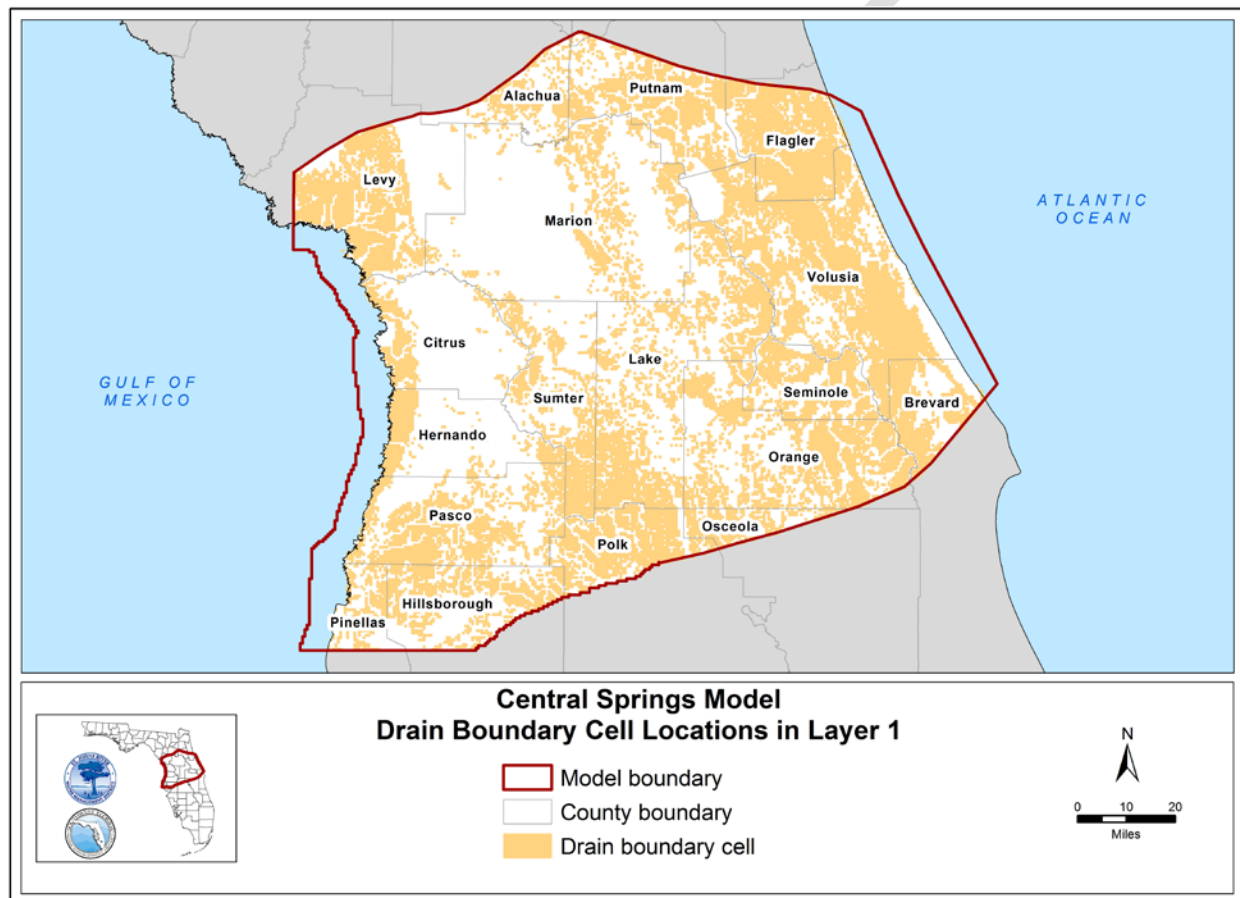 Alachua
Putnam
Flagler
Levy
Marion
ATLANTIC
OCEAN
Volusia
Citrus
Lake
GULF OF
MEXICO
Sumter
Seminole
Brevard
Hernando
Orange
Pasco
Osceola
Polk
Hillsborough
Pinellas
Central Springs Model
Drain Boundary Cell Locations in Layer 1
Model boundary
County boundary
Drain boundary cell
N
0 10 20
Miles